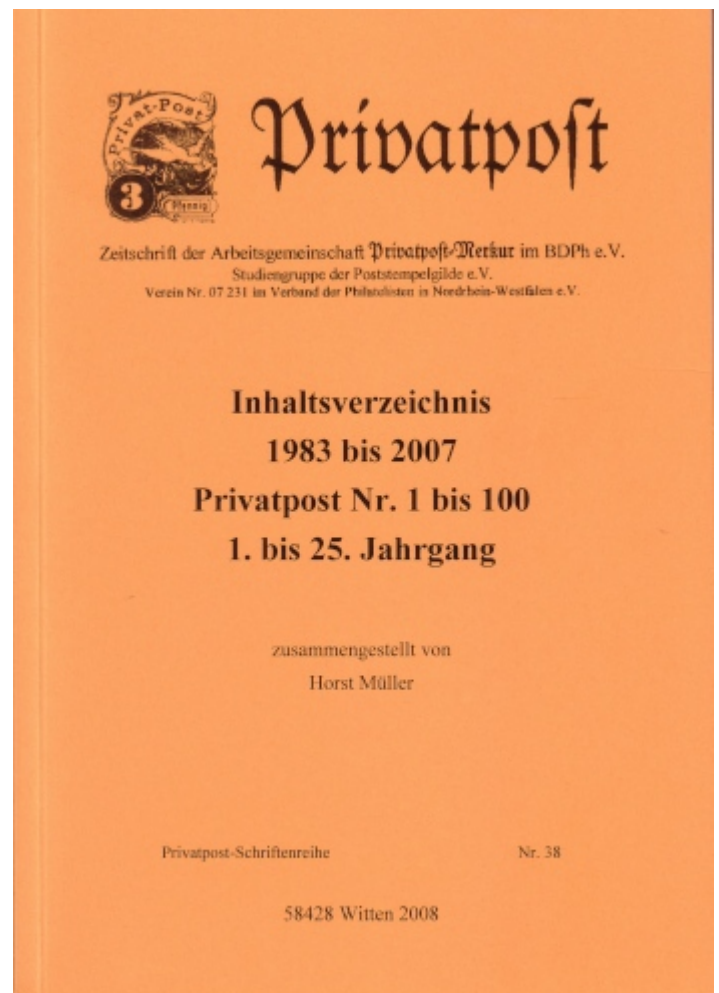 Privat-Post
3
Pfennig
Privatpoſt
Zeitschrift der Arbeitsgemeinschaft Privatpoſt-Merkur im BDPh e.V.
Studiengruppe der Poststempelgilde e.V.
Verein Nr. 07 231 im Verband der Philatelisten in Nordrhein-Westfalen e.V.
Inhaltsverzeichnis
1983 bis 2007
Privatpost Nr. 1 bis 100
1. bis 25. Jahrgang
zusammengestellt von
Horst Müller
Privatpost-Schriftenreihe Nr. 38
58428 Witten 2008